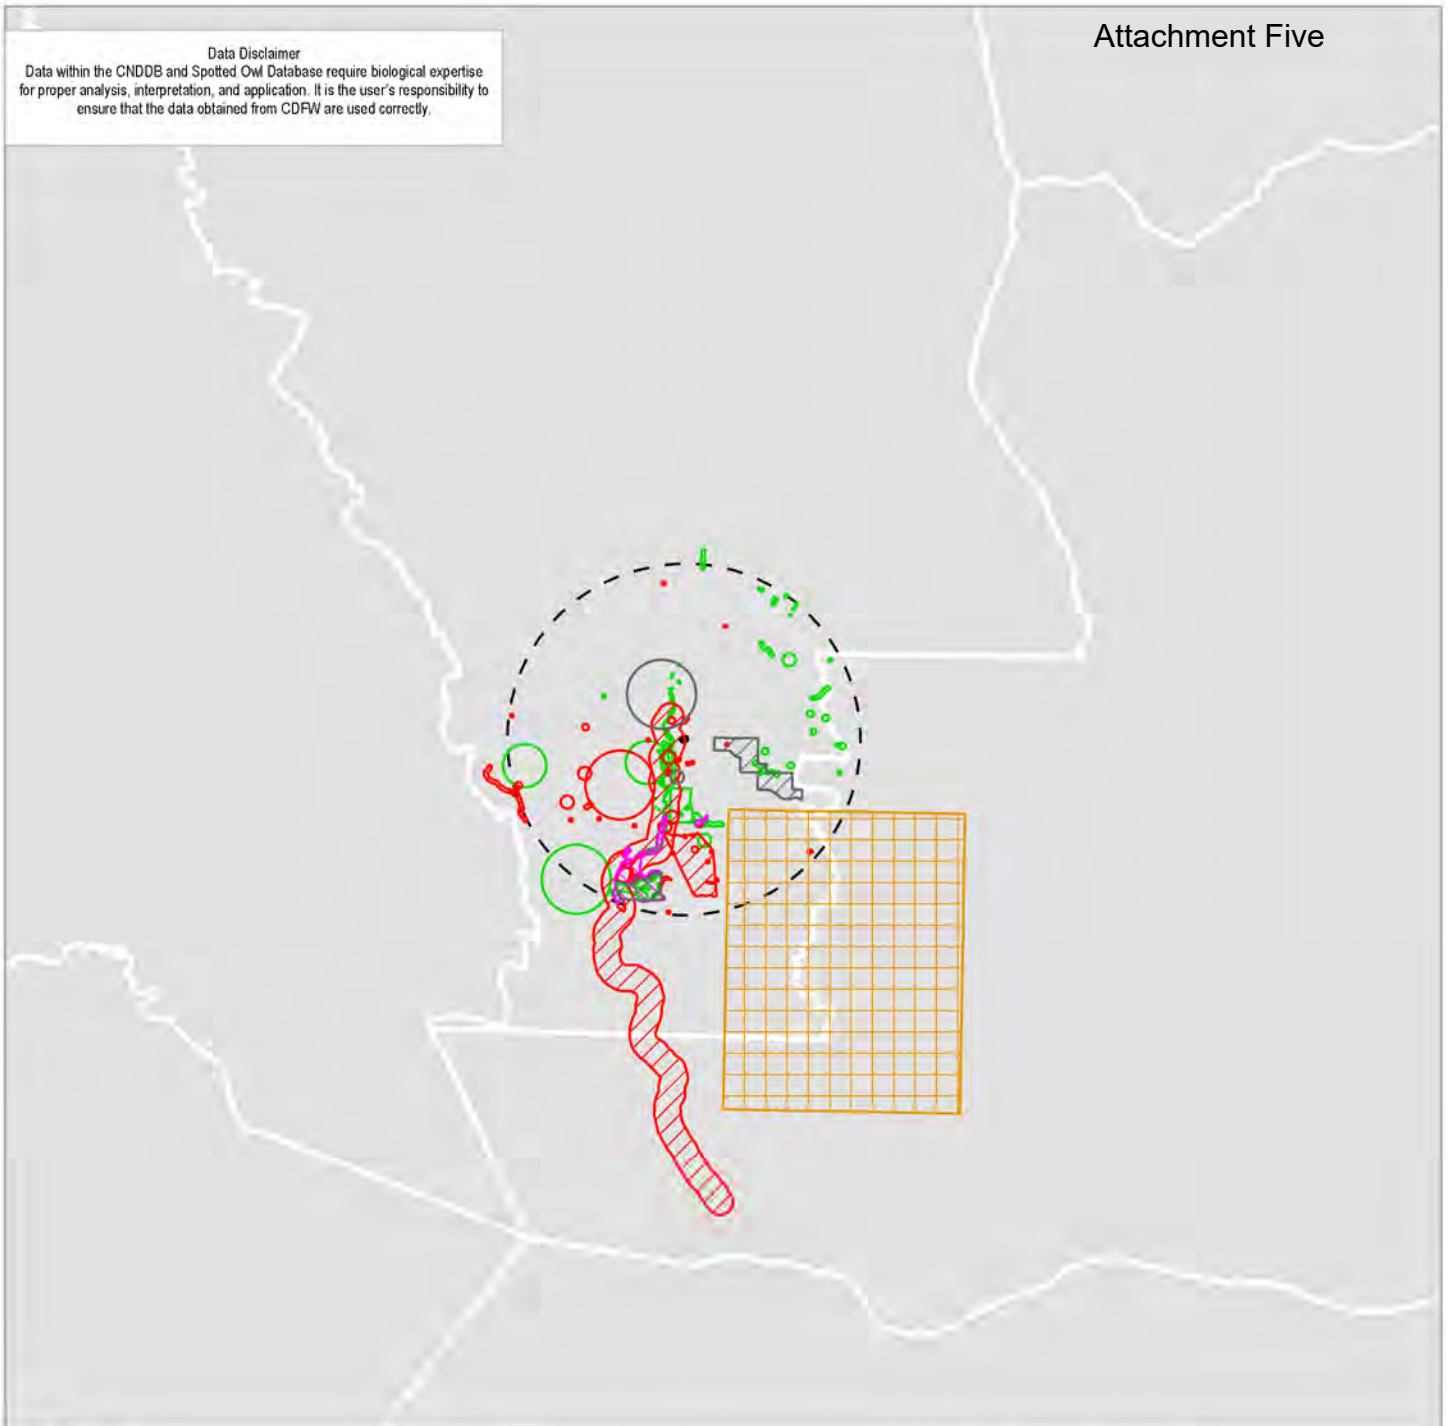 Attachment Five
Data Disclaimer
Data within the CNDDB and Spotted Owl Database require biological expertise
for proper analysis, interpretation, and application. It is the user's responsibility to
ensure that the data obtained from CDFW are used correctly.